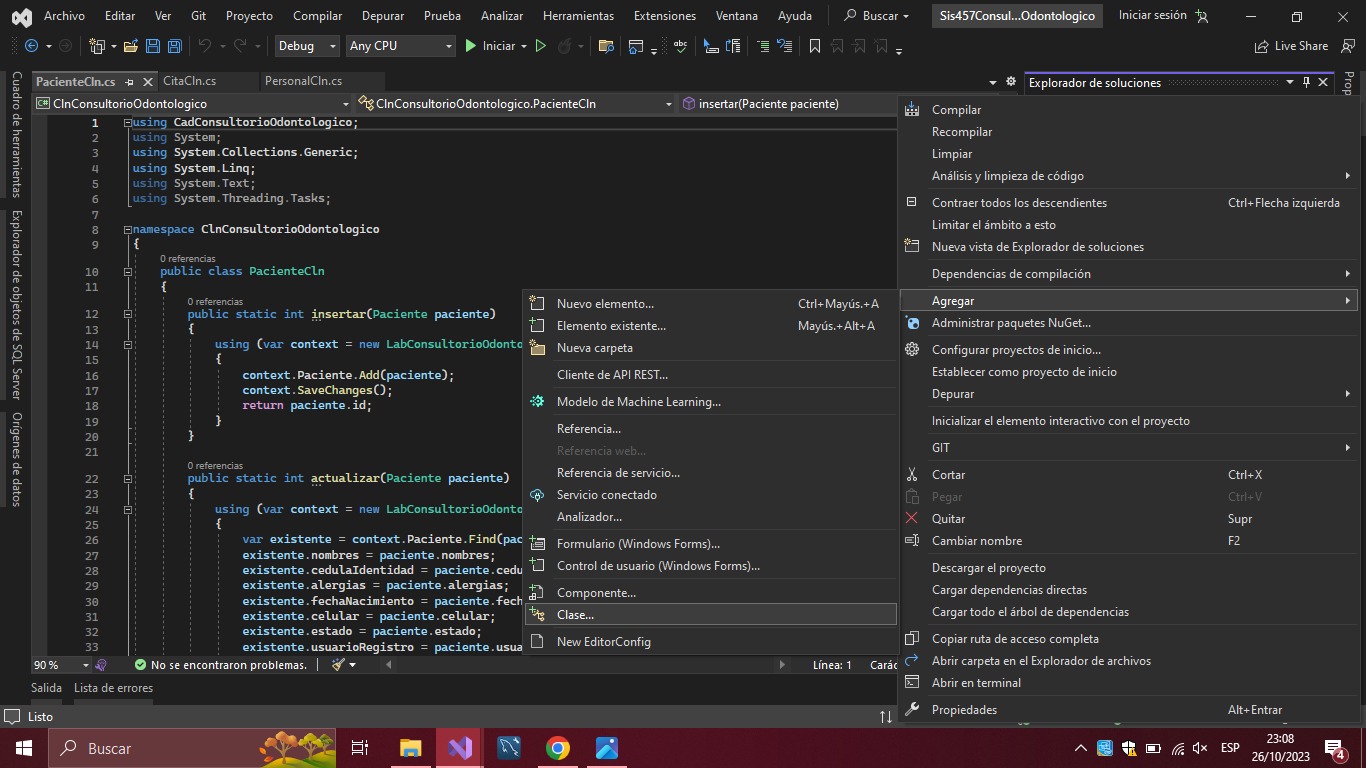 Archivo Editar Ver Git Proyecto Compilar Depurar Prueba Analizar Herramientas Extensiones Ventana Ayuda Buscar Sis457Consul...Odontologico Iniciar sesión
Debug Any CPU Iniciar Live Share
PacienteCln.cs CitaCln.cs PersonalCln.cs Explorador de soluciones
ClnConsultorioOdontologico ClnConsultorioOdontologico.PacienteCln insertar(Paciente paciente)
Cuadro de herramientas
Explorador de objetos de SQL Server
Orígenes de datos
Prop
1 using CadConsultorioOdontologico;
2 using System;
3 using System.Collections.Generic;
4 using System.Linq;
5 using System.Text;
6 using System.Threading.Tasks;
7
8 namespace ClnConsultorioOdontologico
9 {
0 referencias
10 public class PacienteCln
11 {
0 referencias
12 public static int insertar(Paciente paciente)
13 {
14 using (var context = new LabConsultorioOdonto
15 {
16 context.Paciente.Add(paciente);
17 context.SaveChanges();
18 return paciente.id;
19 }
20 }
21
0 referencias
22 public static int actualizar(Paciente paciente)
23 {
24 using (var context = new LabConsultorioOdonto
25 {
26 var existente = context.Paciente.Find(pac
27 existente.nombres = paciente.nombres;
28 existente.cedulaIdentidad = paciente.cedu
29 existente.alergias = paciente.alergias;
30 existente.fechaNacimiento = paciente.fech
31 existente.celular = paciente.celular;
32 existente.estado = paciente.estado;
33 existente.usuarioRegistro = paciente.usua
90 % No se encontraron problemas. Línea: 1 Carác
Salida Lista de errores
Listo
Nuevo elemento... Ctrl+Mayús.+A
Elemento existente... Mayús.+Alt+A
Nueva carpeta
Cliente de API REST...
Modelo de Machine Learning...
Referencia...
Referencia web...
Referencia de servicio...
Servicio conectado
Analizador...
Formulario (Windows Forms)...
Control de usuario (Windows Forms)...
Componente...
Clase...
New EditorConfig
Compilar
Recompilar
Limpiar
Análisis y limpieza de código
Contraer todos los descendientes Ctrl+Flecha izquierda
Limitar el ámbito a esto
Nueva vista de Explorador de soluciones
Dependencias de compilación
Agregar
Administrar paquetes NuGet...
Configurar proyectos de inicio...
Establecer como proyecto de inicio
Depurar
Inicializar el elemento interactivo con el proyecto
GIT
Cortar Ctrl+X
Pegar Ctrl+V
Quitar Supr
Cambiar nombre F2
Descargar el proyecto
Cargar dependencias directas
Cargar todo el árbol de dependencias
Copiar ruta de acceso completa
Abrir carpeta en el Explorador de archivos
Abrir en terminal
Propiedades Alt+Entrar
Buscar ESP 23:08
26/10/2023 4